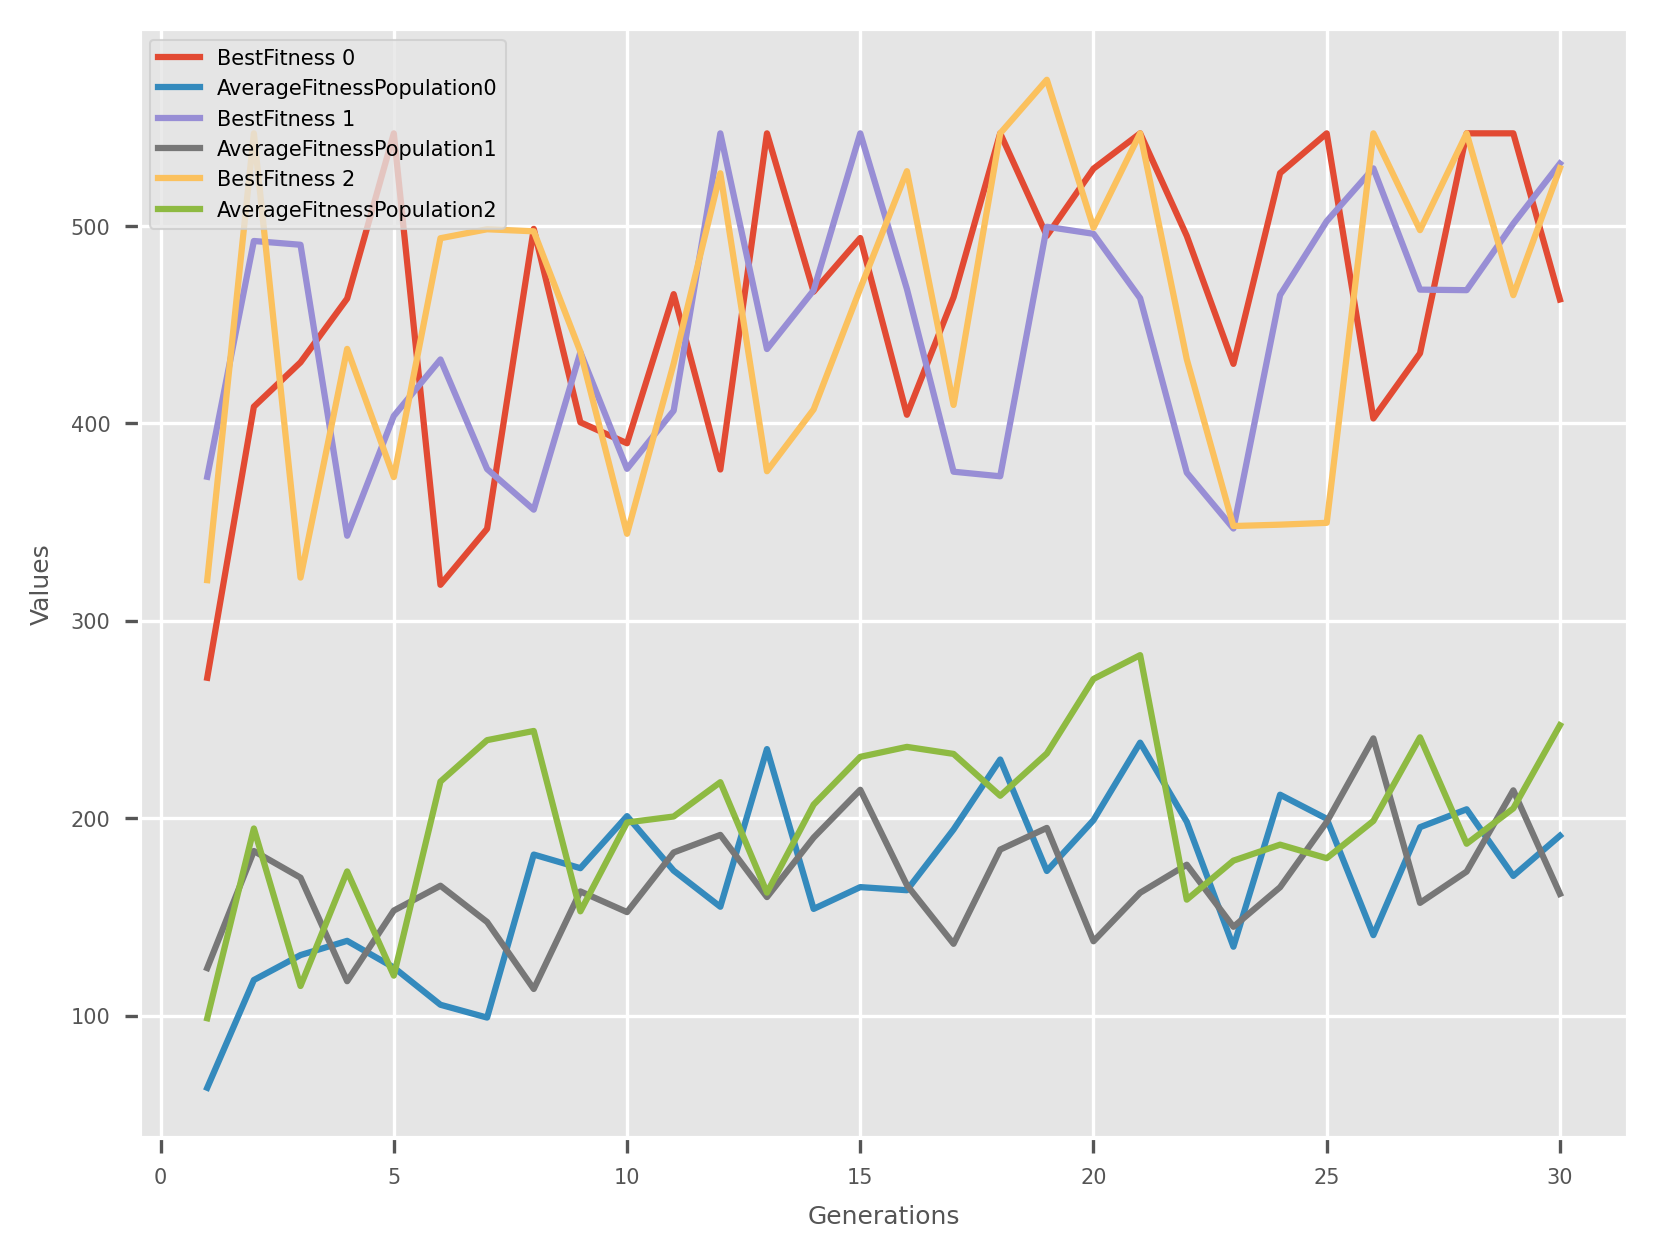 BestFitness 0
AverageFitnessPopulation0
BestFitness 1
AverageFitnessPopulation1
BestFitness 2
AverageFitnessPopulation2
500
400
300
200
100
Values
0 5 10 15 20 25 30
Generations